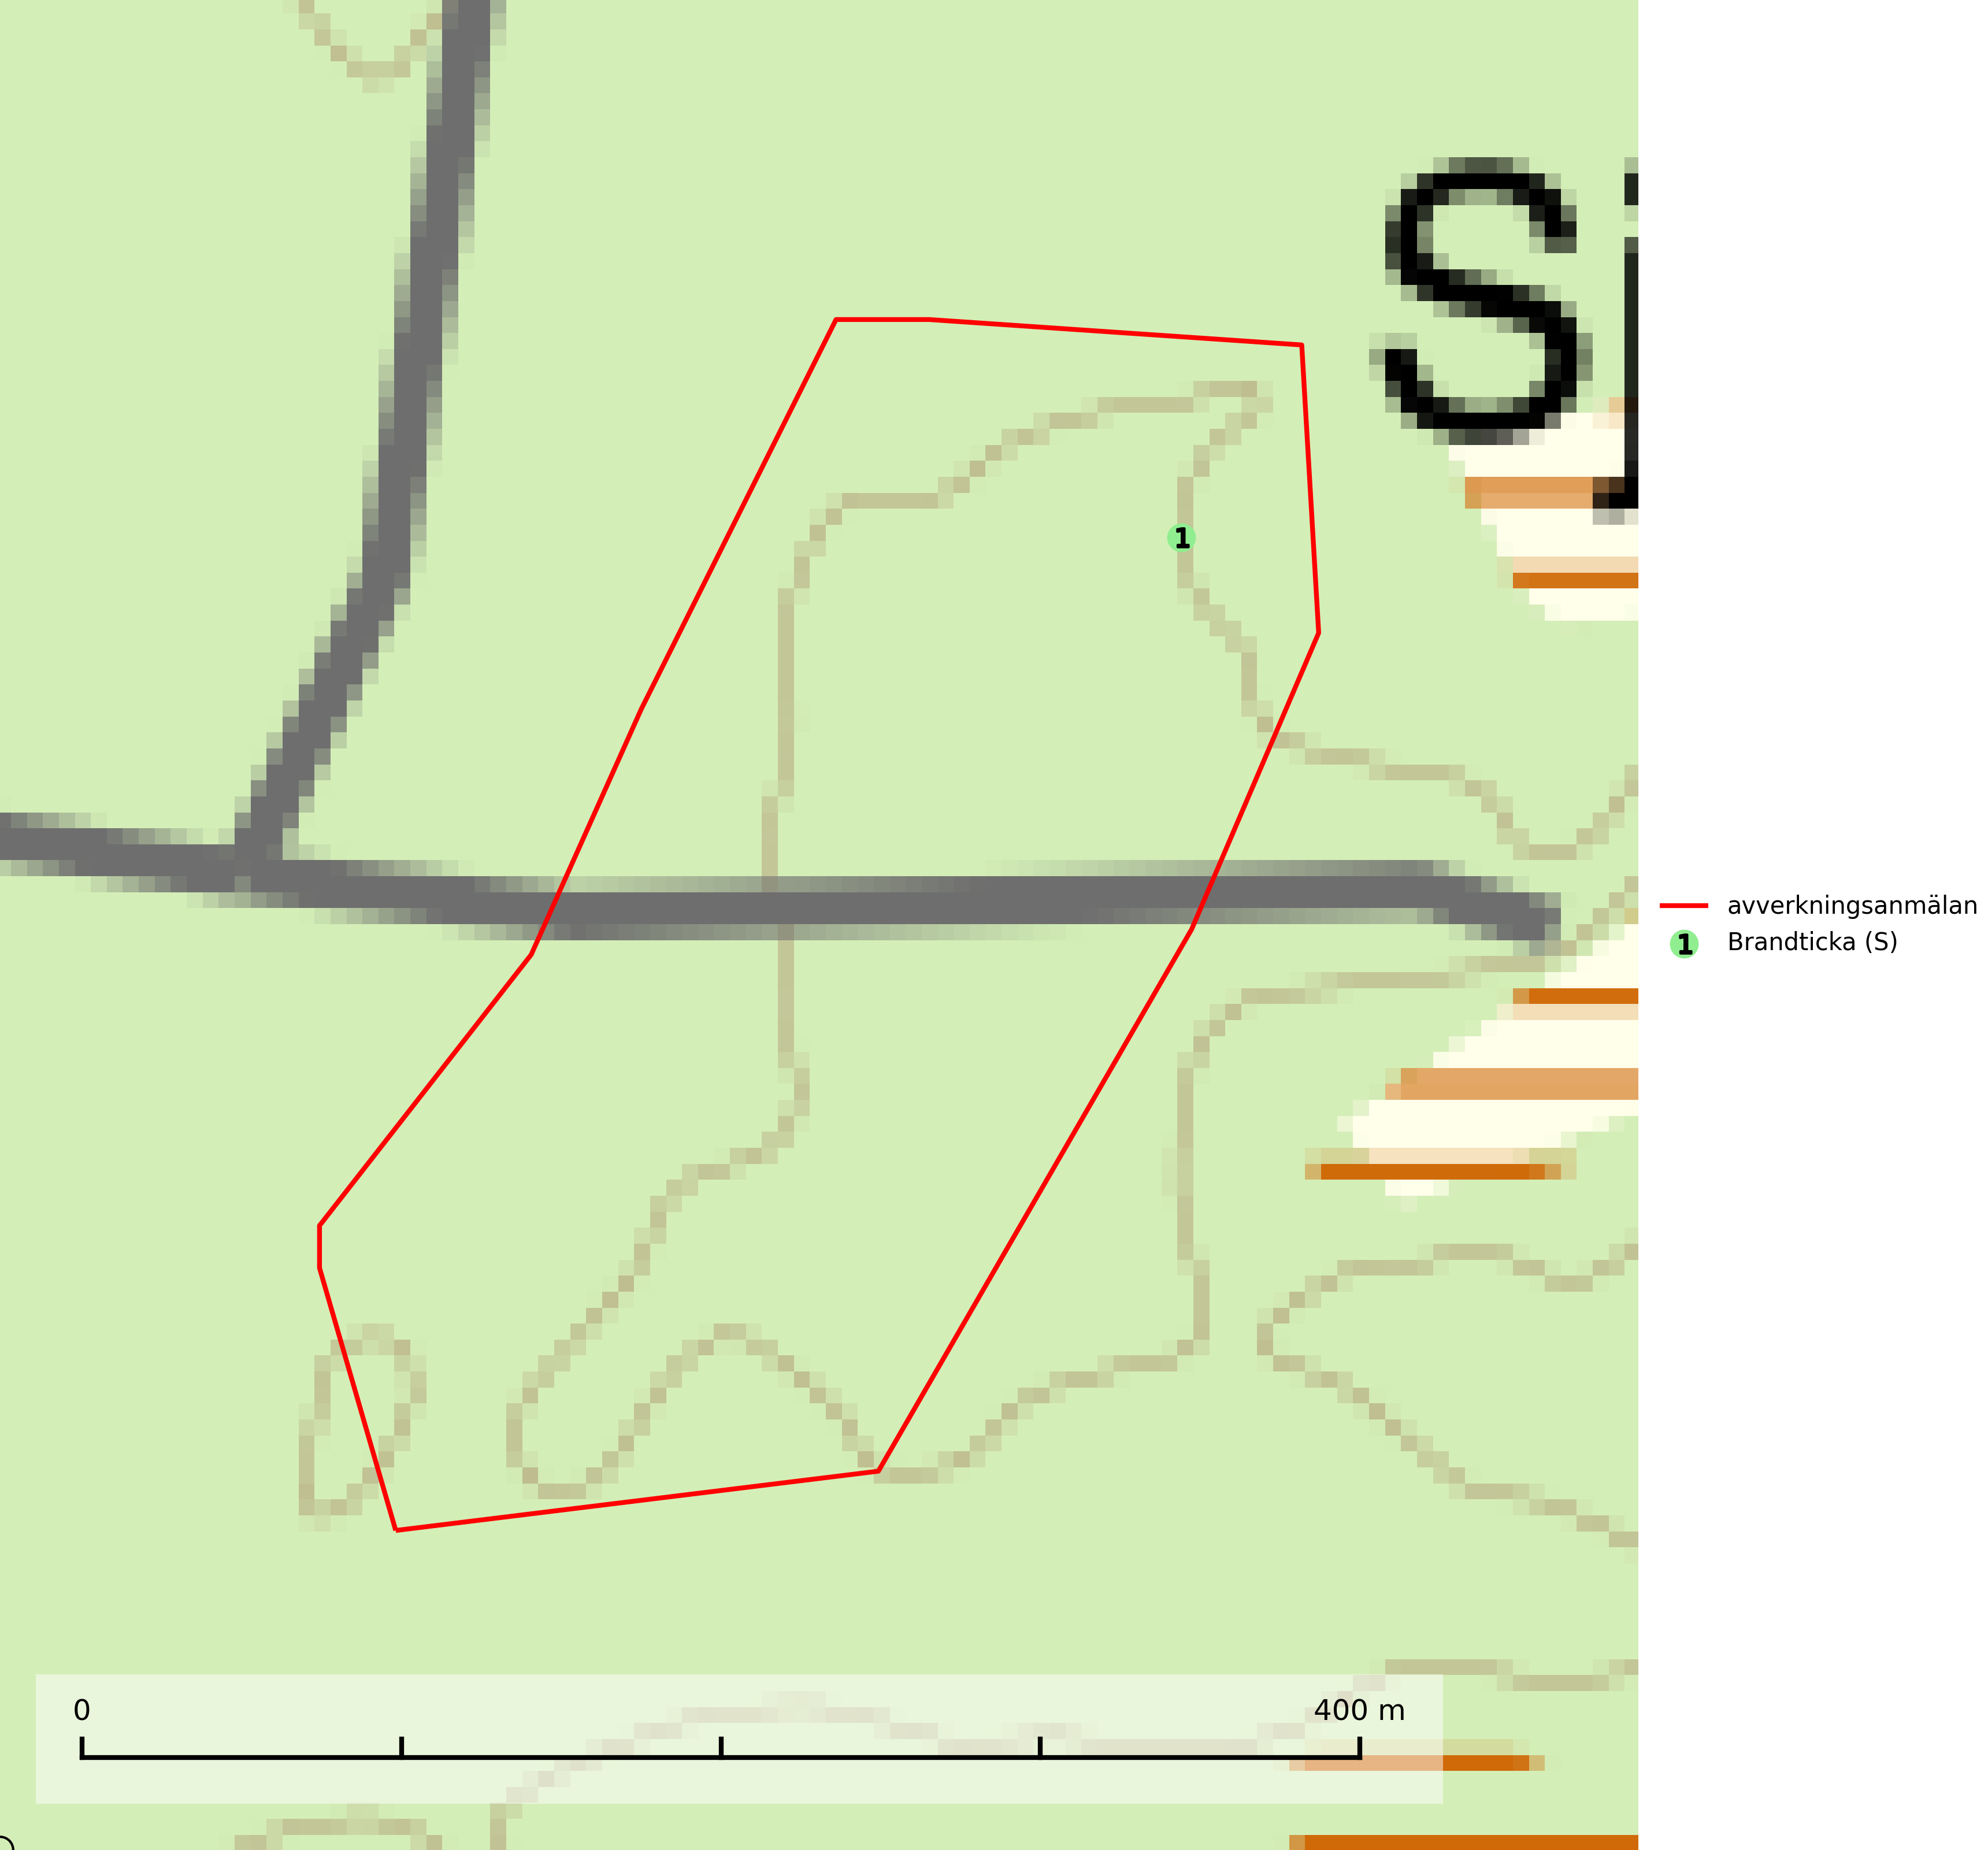 S
1
avverkningsanmälan
1 Brandticka (S)
0 400 m